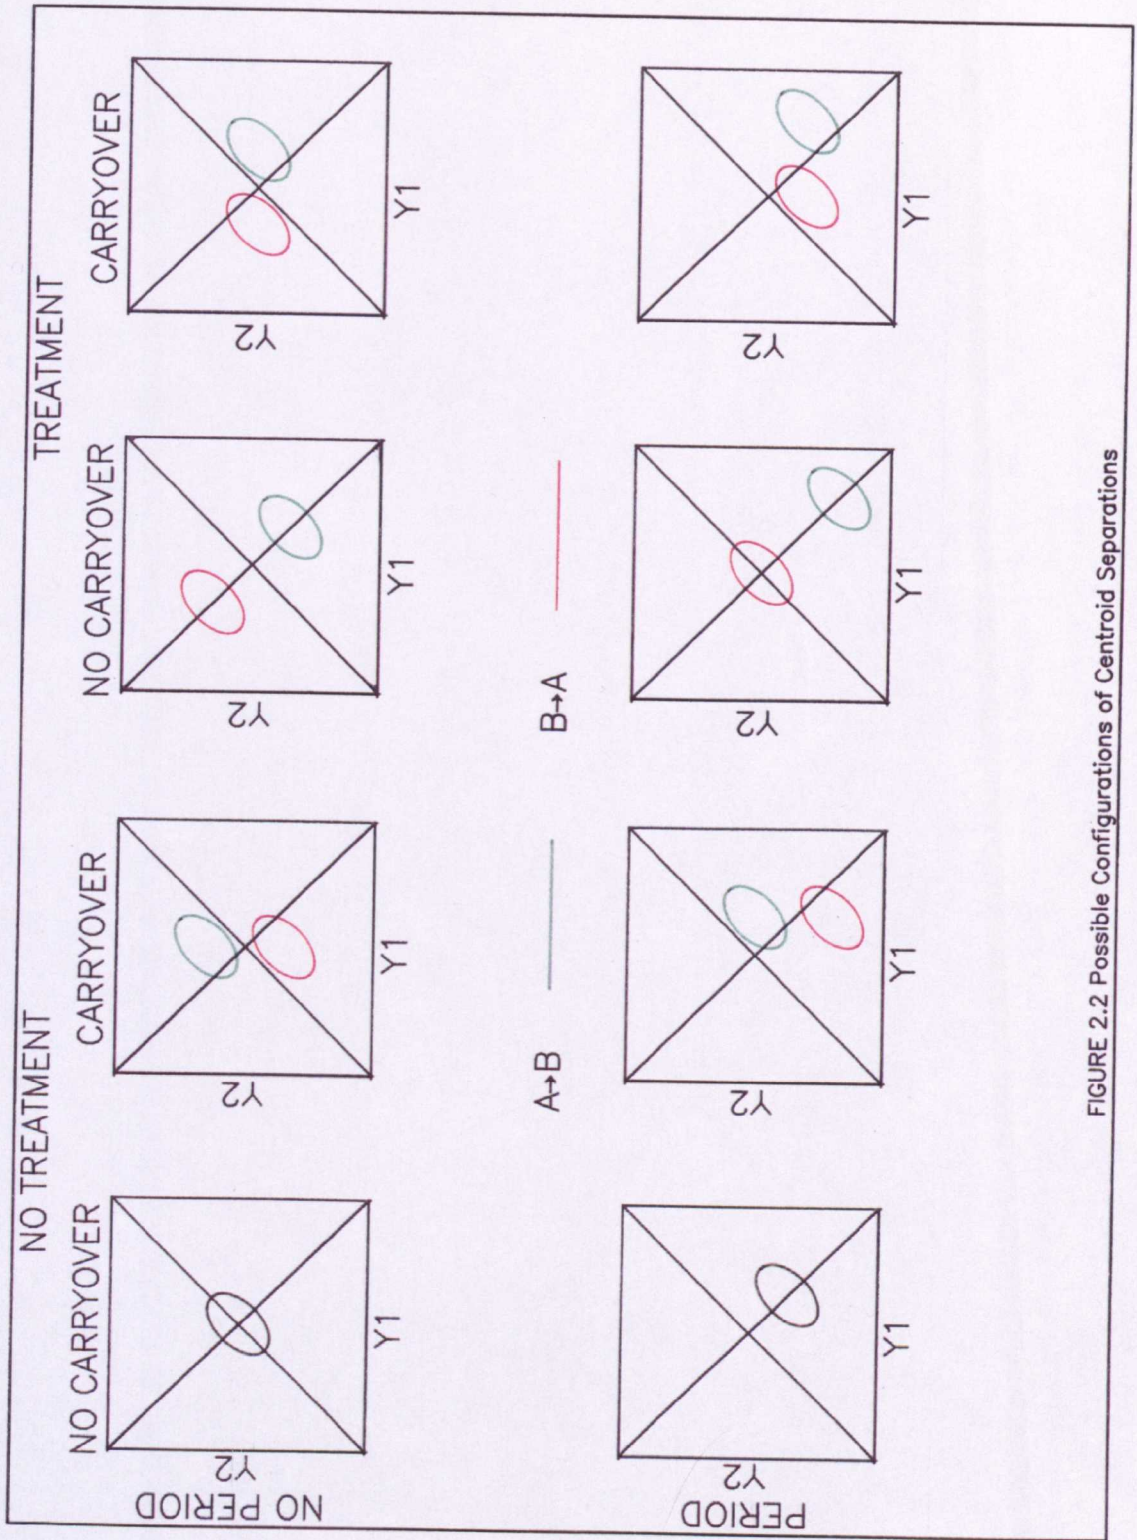 NO TREATMENT
TREATMENT
NO CARRYOVER
CARRYOVER
NO CARRYOVER
CARRYOVER
NO PERIOD
Y2
Y2
Y2
Y2
Y1
Y1
Y1
Y1
A→B
B→A
PERIOD
Y2
Y2
Y2
Y2
Y1
Y1
Y1
Y1
FIGURE 2.2 Possible Configurations of Centroid Separations